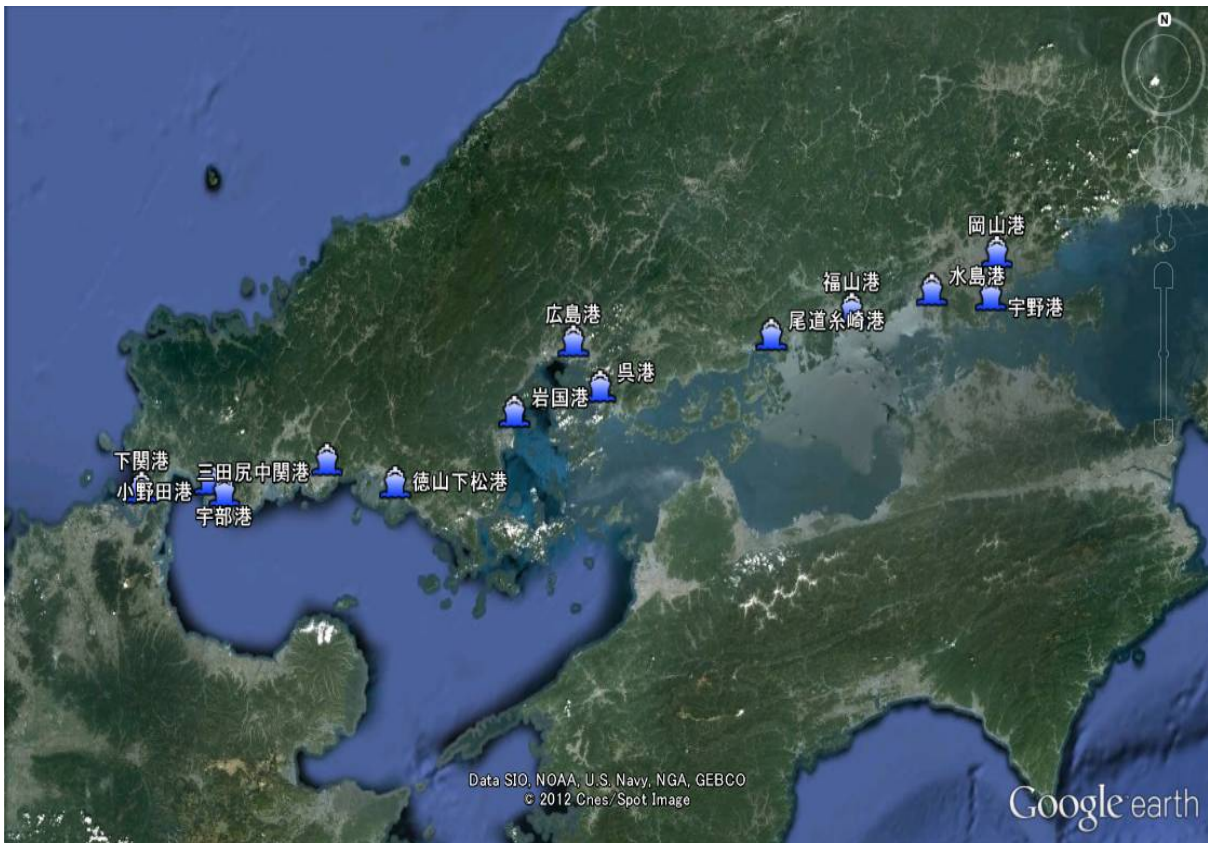 N
岡山港
水島港
福山港
宇野港
広島港
尾道糸崎港
呉港
岩国港
下関港
三田尻中関港
小野田港
徳山下松港
宇部港
Data SIO, NOAA, U.S. Navy, NGA, GEBCO
© 2012 Cnes/Spot Image
Google earth